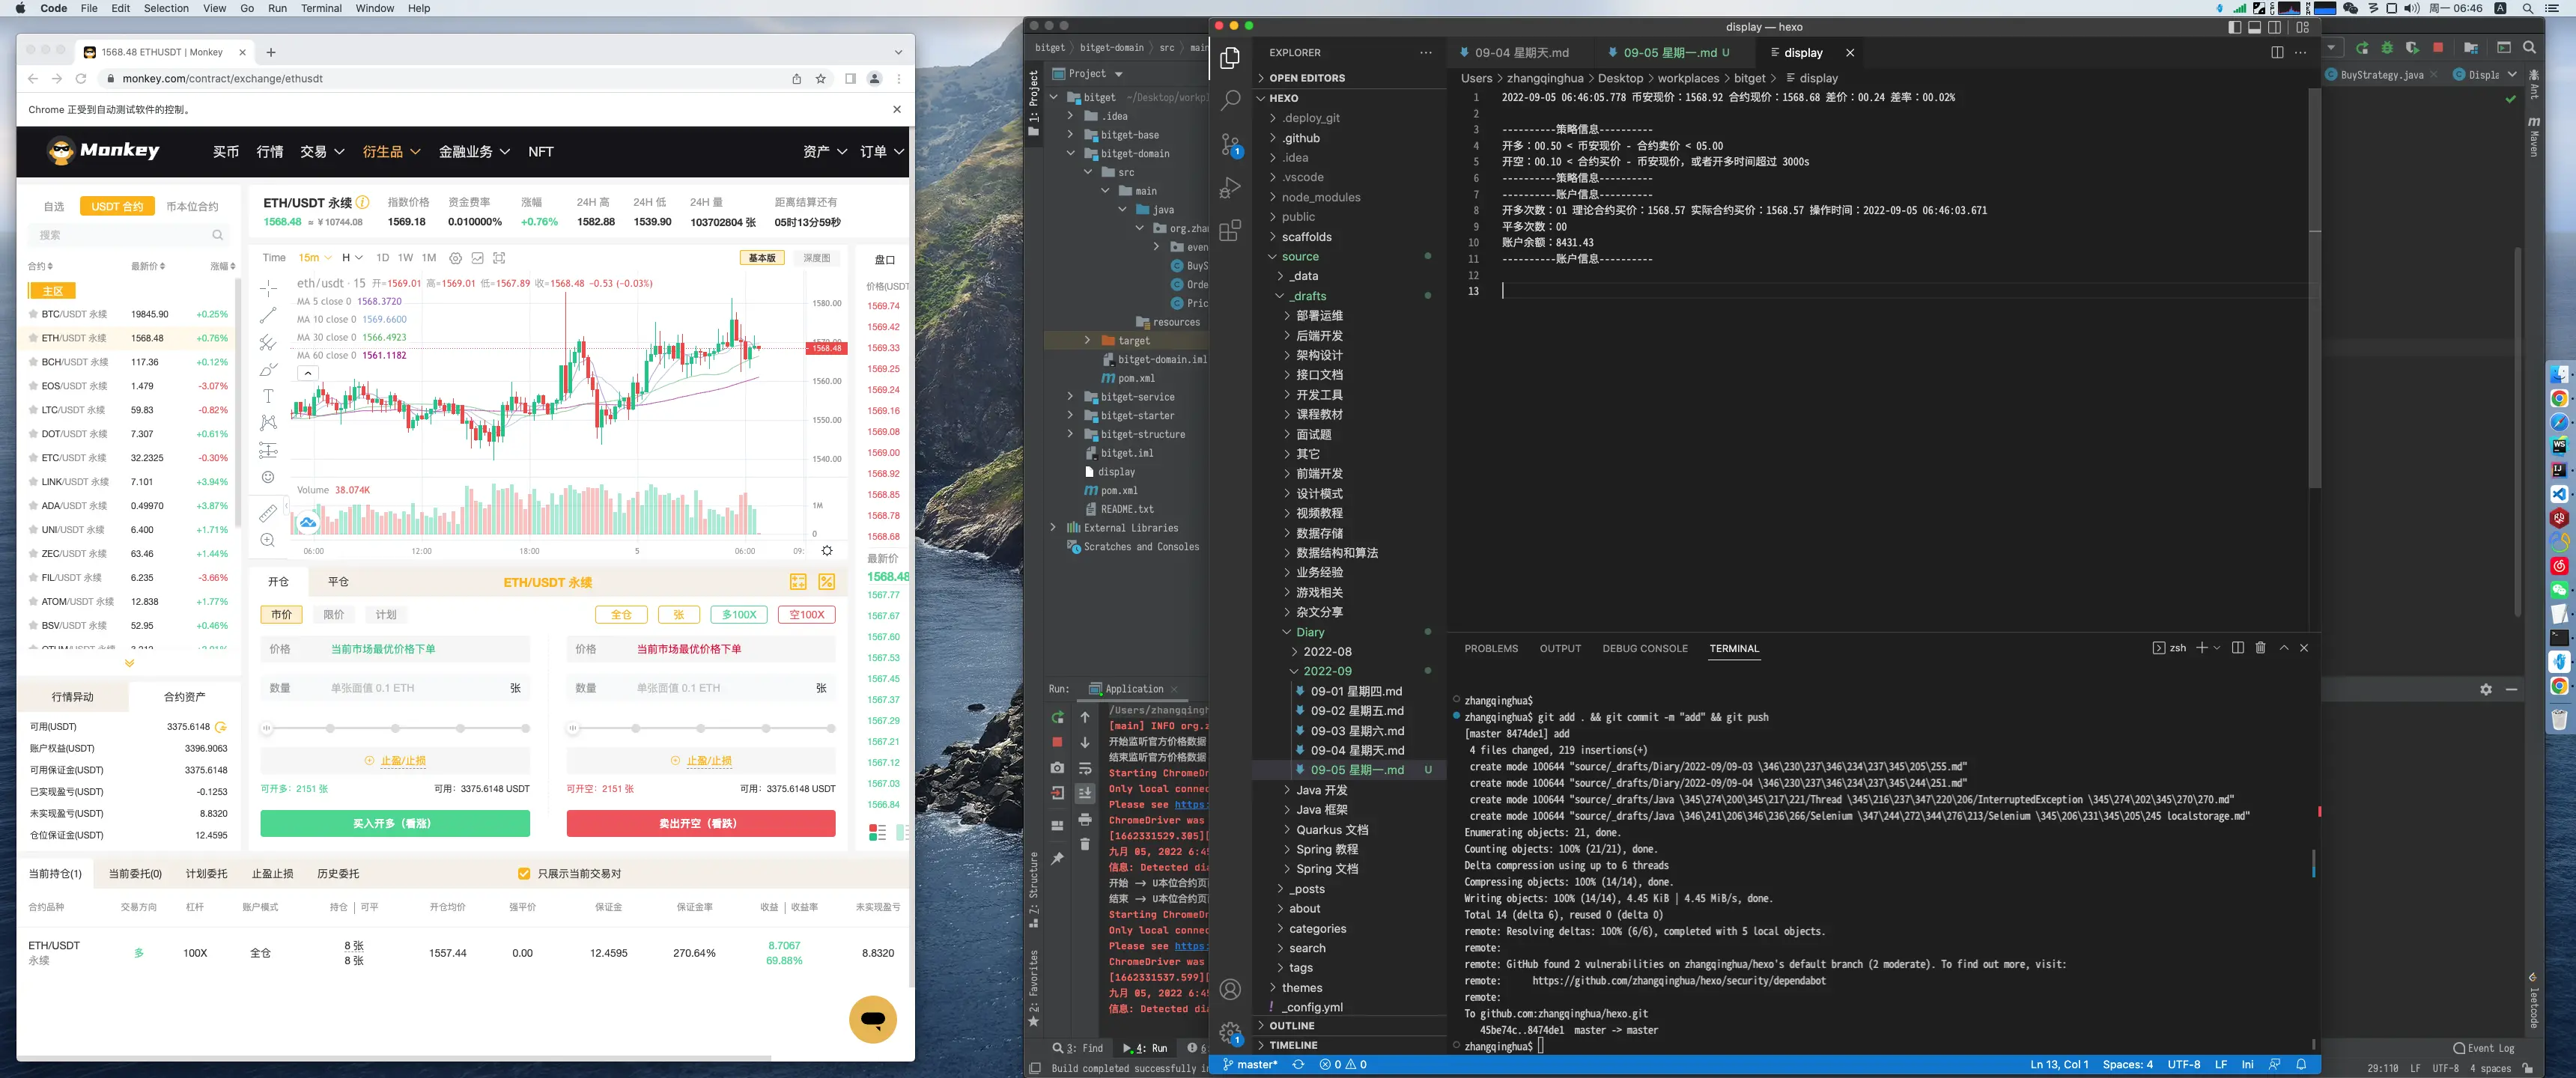 Code File Edit Selection View Go Run Terminal Window Help
周一 06:46
1568.48 ETHUSDT | Monkey
monkey.com/contract/exchange/ethusdt
Chrome 正受到自动测试软件的控制。
Monkey 买币 行情 交易 衍生品 金融业务 NFT 资产 订单
自选 USDT 合约 币本位合约
搜索
合约 最新价 涨幅
主区
BTC/USDT 永续 19845.90 +0.25%
ETH/USDT 永续 1568.48 +0.76%
BCH/USDT 永续 117.36 +0.12%
EOS/USDT 永续 1.479 -3.07%
LTC/USDT 永续 59.83 -0.82%
DOT/USDT 永续 7.307 +0.61%
ETC/USDT 永续 32.2325 -0.30%
LINK/USDT 永续 7.101 +3.94%
ADA/USDT 永续 0.49970 +3.87%
UNI/USDT 永续 6.400 +1.71%
ZEC/USDT 永续 63.46 +1.44%
FIL/USDT 永续 6.235 -3.66%
ATOM/USDT 永续 12.838 +1.77%
BSV/USDT 永续 52.95 +0.46%
行情异动 合约资产
可用(USDT) 3375.6148
账户权益(USDT) 3396.9063
可用保证金(USDT) 3375.6148
已实现盈亏(USDT) -0.1253
未实现盈亏(USDT) 8.8320
仓位保证金(USDT) 12.4595
ETH/USDT 永续 指数价格 资金费率 涨幅 24H 高 24H 低 24H 量 距离结算还有
1568.48 ≈ ¥10744.08 1569.18 0.010000% +0.76% 1582.88 1539.90 103702804 张 05时13分59秒
Time 15m H 1D 1W 1M 基本版 深度图
eth/usdt · 15 开=1569.01 高=1569.01 低=1567.89 收=1568.48 -0.53 (-0.03%)
MA 5 close 0 1568.3720
MA 10 close 0 1569.6600
MA 30 close 0 1566.4923
MA 60 close 0 1561.1182
1580.00
1568.48
1560.00
1550.00
1540.00
Volume 38.074K
1M
0
06:00 12:00 18:00 5 06:00 09:
盘口
价格(USDT
1569.74
1569.42
1569.33
1569.25
1569.24
1569.16
1569.08
1569.00
1568.92
1568.85
1568.78
1568.68
最新价
1568.48
1567.77
1567.67
1567.60
1567.53
1567.45
1567.37
1567.29
1567.21
1567.12
1567.03
1566.84
开仓 平仓 ETH/USDT 永续
市价 限价 计划 全仓 张 多100X 空100X
价格 当前市场最优价格下单 价格 当前市场最优价格下单
数量 单张面值 0.1 ETH 张 数量 单张面值 0.1 ETH 张
止盈/止损 止盈/止损
可开多：2151 张 可用：3375.6148 USDT 可开空：2151 张 可用：3375.6148 USDT
买入开多（看涨） 卖出开空（看跌）
当前持仓(1) 当前委托(0) 计划委托 止盈止损 历史委托 只展示当前交易对
合约品种 交易方向 杠杆 账户模式 持仓 | 可平 开仓均价 强平价 保证金 保证金率 收益 | 收益率 未实现盈亏
ETH/USDT 永续 多 100X 全仓 8 张 8 张 1557.44 0.00 12.4595 270.64% 8.7067 69.88% 8.8320
bitget bitget-domain src main
1: Project
Project
bitget ~/Desktop/workpl
.idea
bitget-base
bitget-domain
src
main
java
org.zhan
even
BuyS
Orde
Pric
resources
target
bitget-domain.iml
pom.xml
bitget-service
bitget-starter
bitget-structure
bitget.iml
display
pom.xml
README.txt
External Libraries
Scratches and Consoles
Run: Application
/Users/zhangqingh
[main] INFO org.z
开始监听官方价格数据
结束监听官方价格数据
Starting ChromeDr
Only local connec
Please see https:
ChromeDriver was
[1662331529.305][
九月 05, 2022 6:45
信息: Detected dia
开始 -> U本位合约页面
结束 -> U本位合约页面
Starting ChromeDr
Only local connec
Please see https:
ChromeDriver was
[1662331537.599][
九月 05, 2022 6:45
信息: Detected dia
7: Structure
2: Favorites
3: Find 4: Run
Build completed successfully in
display — hexo
EXPLORER
OPEN EDITORS
HEXO
.deploy_git
.github
.idea
.vscode
node_modules
public
scaffolds
source
_data
_drafts
部署运维
后端开发
架构设计
接口文档
开发工具
课程教材
面试题
其它
前端开发
设计模式
视频教程
数据存储
数据结构和算法
业务经验
游戏相关
杂文分享
Diary
2022-08
2022-09
09-01 星期四.md
09-02 星期五.md
09-03 星期六.md
09-04 星期天.md
09-05 星期一.md U
Java 开发
Java 框架
Quarkus 文档
Spring 教程
Spring 文档
_posts
about
categories
search
tags
themes
_config.yml
OUTLINE
TIMELINE
09-04 星期天.md 09-05 星期一.md U display
Users > zhangqinghua > Desktop > workplaces > bitget > display
1 2022-09-05 06:46:05.778 币安现价：1568.92 合约现价：1568.68 差价：00.24 差率：00.02%
2
3 ----------策略信息----------
4 开多：00.50 < 币安现价 - 合约卖价 < 05.00
5 开空：00.10 < 合约买价 - 币安现价，或者开多时间超过 3000s
6 ----------策略信息----------
7 ----------账户信息----------
8 开多次数：01 理论合约买价：1568.57 实际合约买价：1568.57 操作时间：2022-09-05 06:46:03.671
9 平多次数：00
10 账户余额：8431.43
11 ----------账户信息----------
12
13
PROBLEMS OUTPUT DEBUG CONSOLE TERMINAL zsh
zhangqinghua$
zhangqinghua$ git add . && git commit -m "add" && git push
[master 8474de1] add
4 files changed, 219 insertions(+)
create mode 100644 "source/_drafts/Diary/2022-09/09-03 \346\230\237\346\234\237\345\205\255.md"
create mode 100644 "source/_drafts/Diary/2022-09/09-04 \346\230\237\346\234\237\345\244\251.md"
create mode 100644 "source/_drafts/Java \345\274\200\345\217\221/Thread \345\216\237\347\220\206/InterruptedException \345\274\202\345\270\270.md"
create mode 100644 "source/_drafts/Java \346\241\206\346\236\266/Selenium \347\244\272\344\276\213/Selenium \345\206\231\345\205\245 localstorage.md"
Enumerating objects: 21, done.
Counting objects: 100% (21/21), done.
Delta compression using up to 6 threads
Compressing objects: 100% (14/14), done.
Writing objects: 100% (14/14), 4.45 KiB | 4.45 MiB/s, done.
Total 14 (delta 6), reused 0 (delta 0)
remote: Resolving deltas: 100% (6/6), completed with 5 local objects.
remote:
remote: GitHub found 2 vulnerabilities on zhangqinghua/hexo's default branch (2 moderate). To find out more, visit:
remote: https://github.com/zhangqinghua/hexo/security/dependabot
remote:
To github.com:zhangqinghua/hexo.git
45be74c..8474de1 master -> master
zhangqinghua$
master* 0 0 Ln 13, Col 1 Spaces: 4 UTF-8 LF Ini
BuyStrategy.java Displa
Ant
Maven
leetcode
Event Log
29:110 LF UTF-8 4 spaces